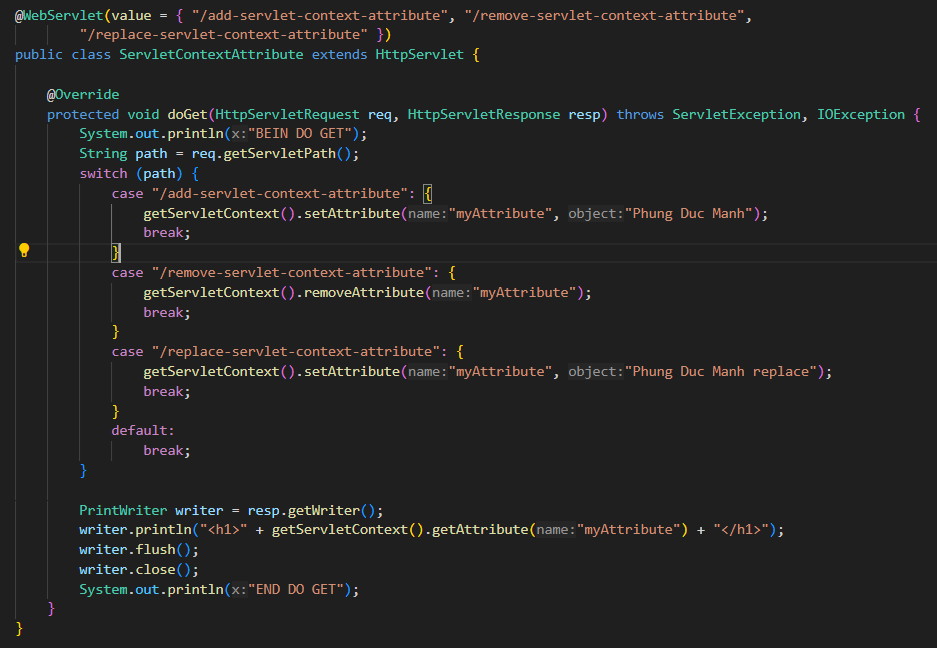 @WebServlet(value = { "/add-servlet-context-attribute", "/remove-servlet-context-attribute",
"/replace-servlet-context-attribute" })
public class ServletContextAttribute extends HttpServlet {
@Override
protected void doGet(HttpServletRequest req, HttpServletResponse resp) throws ServletException, IOException {
System.out.println(x:"BEIN DO GET");
String path = req.getServletPath();
switch (path) {
case "/add-servlet-context-attribute": {
getServletContext().setAttribute(name:"myAttribute", object:"Phung Duc Manh");
break;
}
case "/remove-servlet-context-attribute": {
getServletContext().removeAttribute(name:"myAttribute");
break;
}
case "/replace-servlet-context-attribute": {
getServletContext().setAttribute(name:"myAttribute", object:"Phung Duc Manh replace");
break;
}
default:
break;
}
PrintWriter writer = resp.getWriter();
writer.println("<h1>" + getServletContext().getAttribute(name:"myAttribute") + "</h1>");
writer.flush();
writer.close();
System.out.println(x:"END DO GET");
}
}